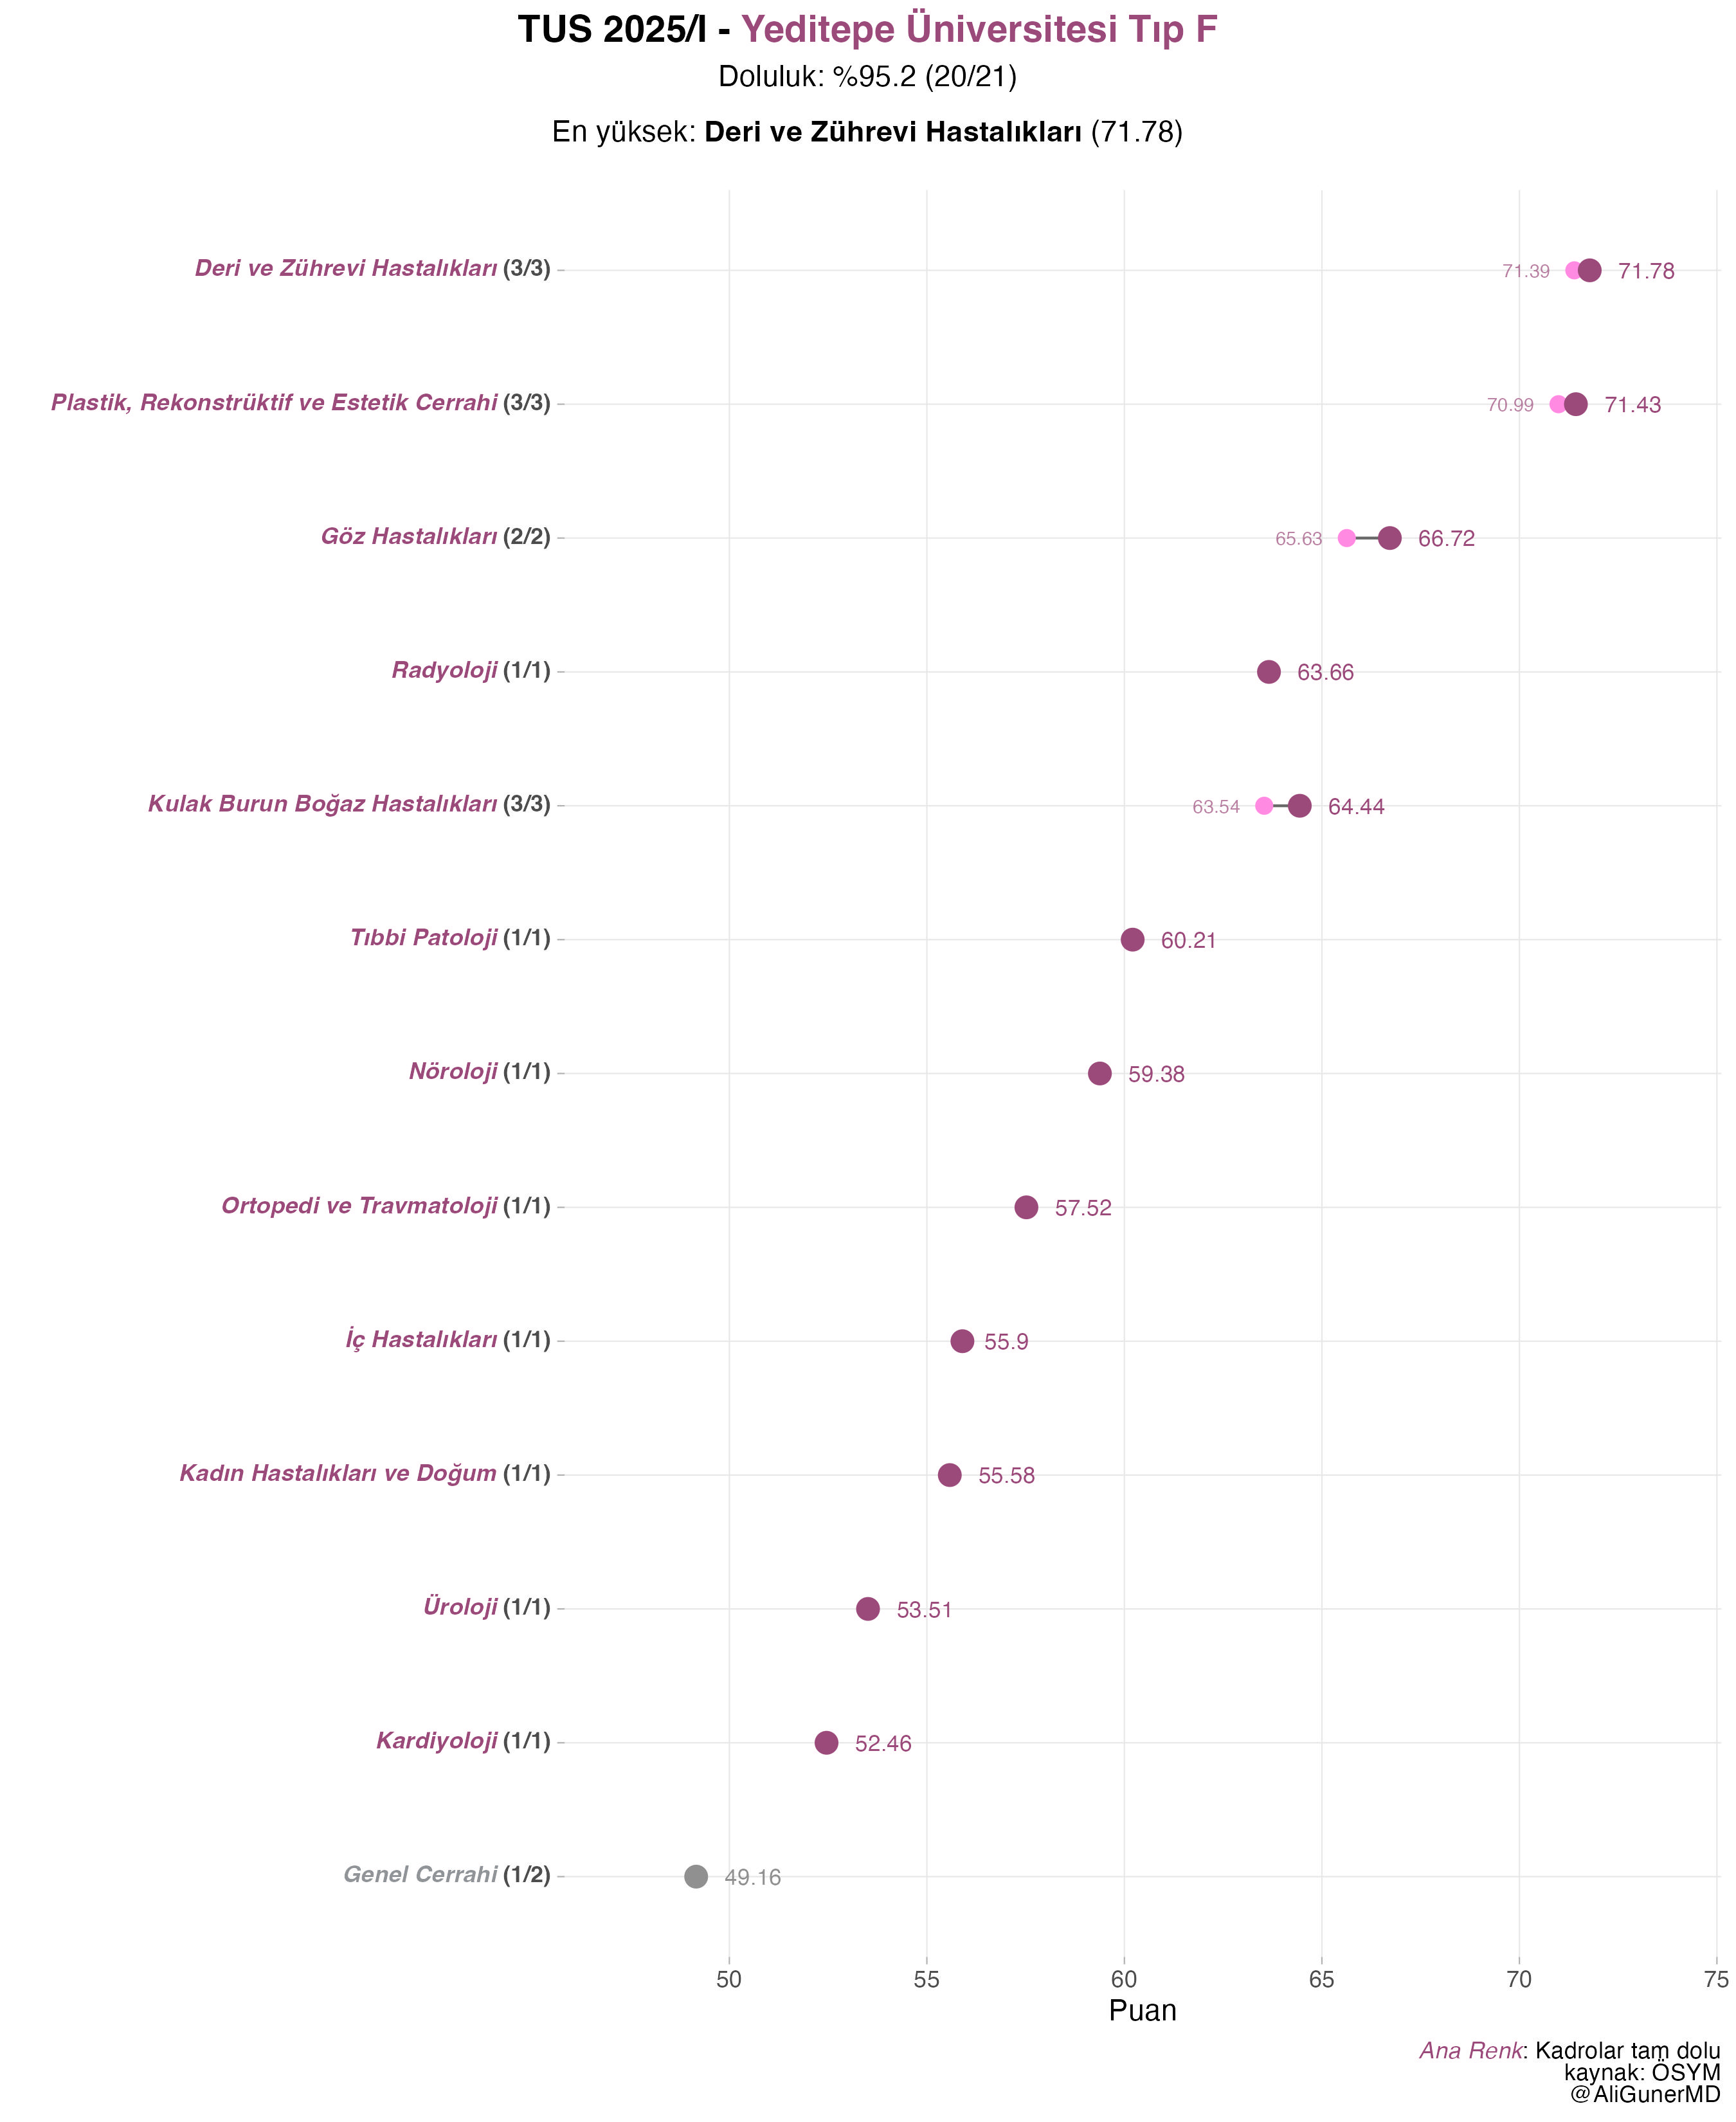 TUS 2025/I - Yeditepe Üniversitesi Tıp F
Doluluk: %95.2 (20/21)
En yüksek: Deri ve Zührevi Hastalıkları (71.78)
Deri ve Zührevi Hastalıkları (3/3) 71.39 71.78
Plastik, Rekonstrüktif ve Estetik Cerrahi (3/3) 70.99 71.43
Göz Hastalıkları (2/2) 65.63 66.72
Radyoloji (1/1) 63.66
Kulak Burun Boğaz Hastalıkları (3/3) 63.54 64.44
Tıbbi Patoloji (1/1) 60.21
Nöroloji (1/1) 59.38
Ortopedi ve Travmatoloji (1/1) 57.52
İç Hastalıkları (1/1) 55.9
Kadın Hastalıkları ve Doğum (1/1) 55.58
Üroloji (1/1) 53.51
Kardiyoloji (1/1) 52.46
Genel Cerrahi (1/2) 49.16
50 55 60 65 70 75
Puan
Ana Renk: Kadrolar tam dolu
kaynak: ÖSYM
@AliGunerMD